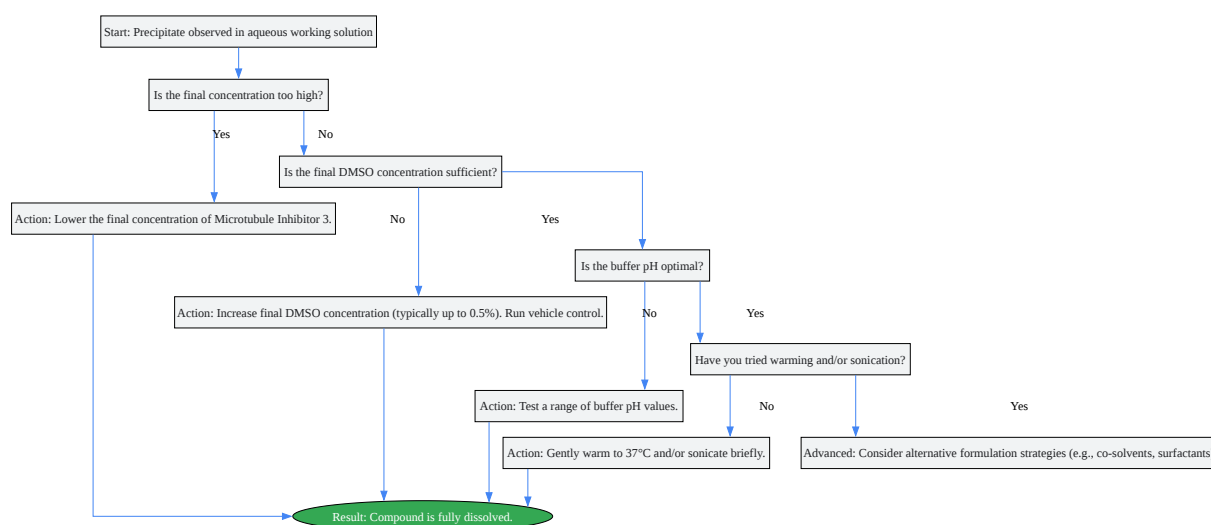 Start: Precipitate observed in aqueous working solution
Is the final concentration too high?
Yes
No
Is the final DMSO concentration sufficient?
Action: Lower the final concentration of Microtubule Inhibitor 3.
No
Yes
Is the buffer pH optimal?
Action: Increase final DMSO concentration (typically up to 0.5%). Run vehicle control.
No
Yes
Have you tried warming and/or sonication?
Action: Test a range of buffer pH values.
No
Yes
Action: Gently warm to 37°C and/or sonicate briefly.
Advanced: Consider alternative formulation strategies (e.g., co-solvents, surfactants
Result: Compound is fully dissolved.